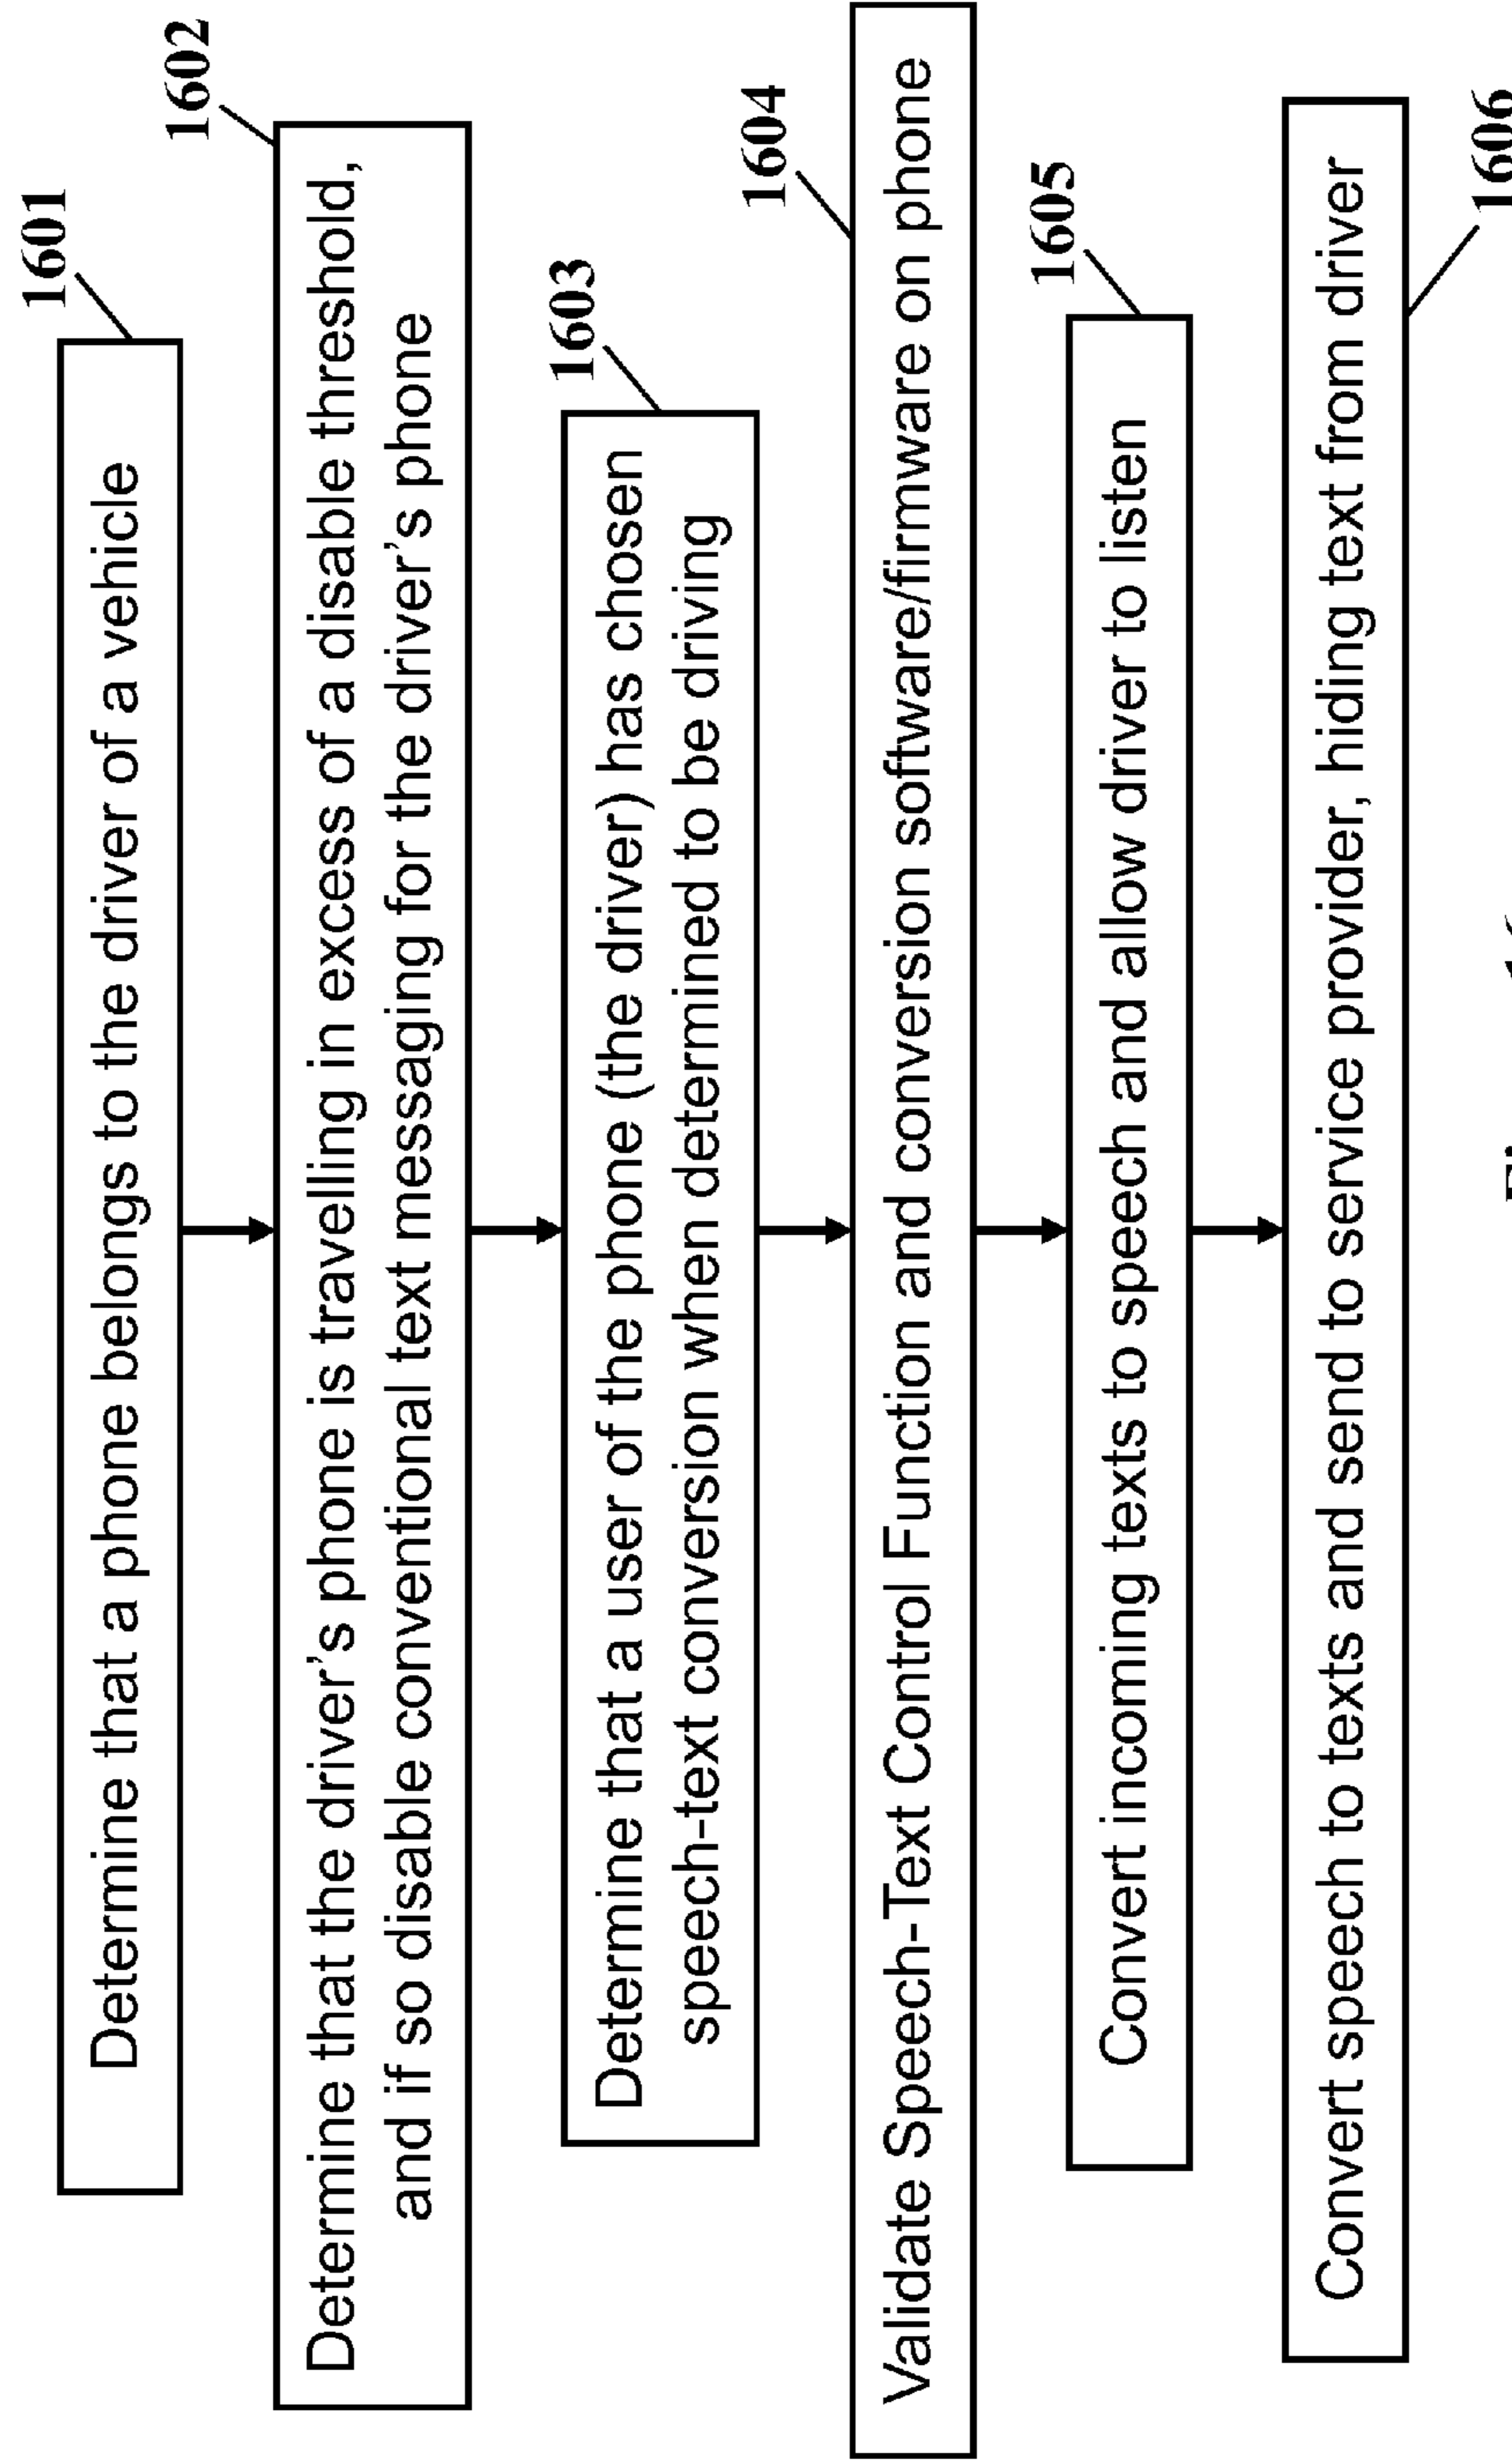 1601
Determine that a phone belongs to the driver of a vehicle
1602
Determine that the driver's phone is travelling in excess of a disable threshold,
and if so disable conventional text messaging for the driver's phone
1603
Determine that a user of the phone (the driver) has chosen
speech-text conversion when determined to be driving
1604
Validate Speech-Text Control Function and conversion software/firmware on phone
1605
Convert incoming texts to speech and allow driver to listen
Convert speech to texts and send to service provider, hiding text from driver
1606